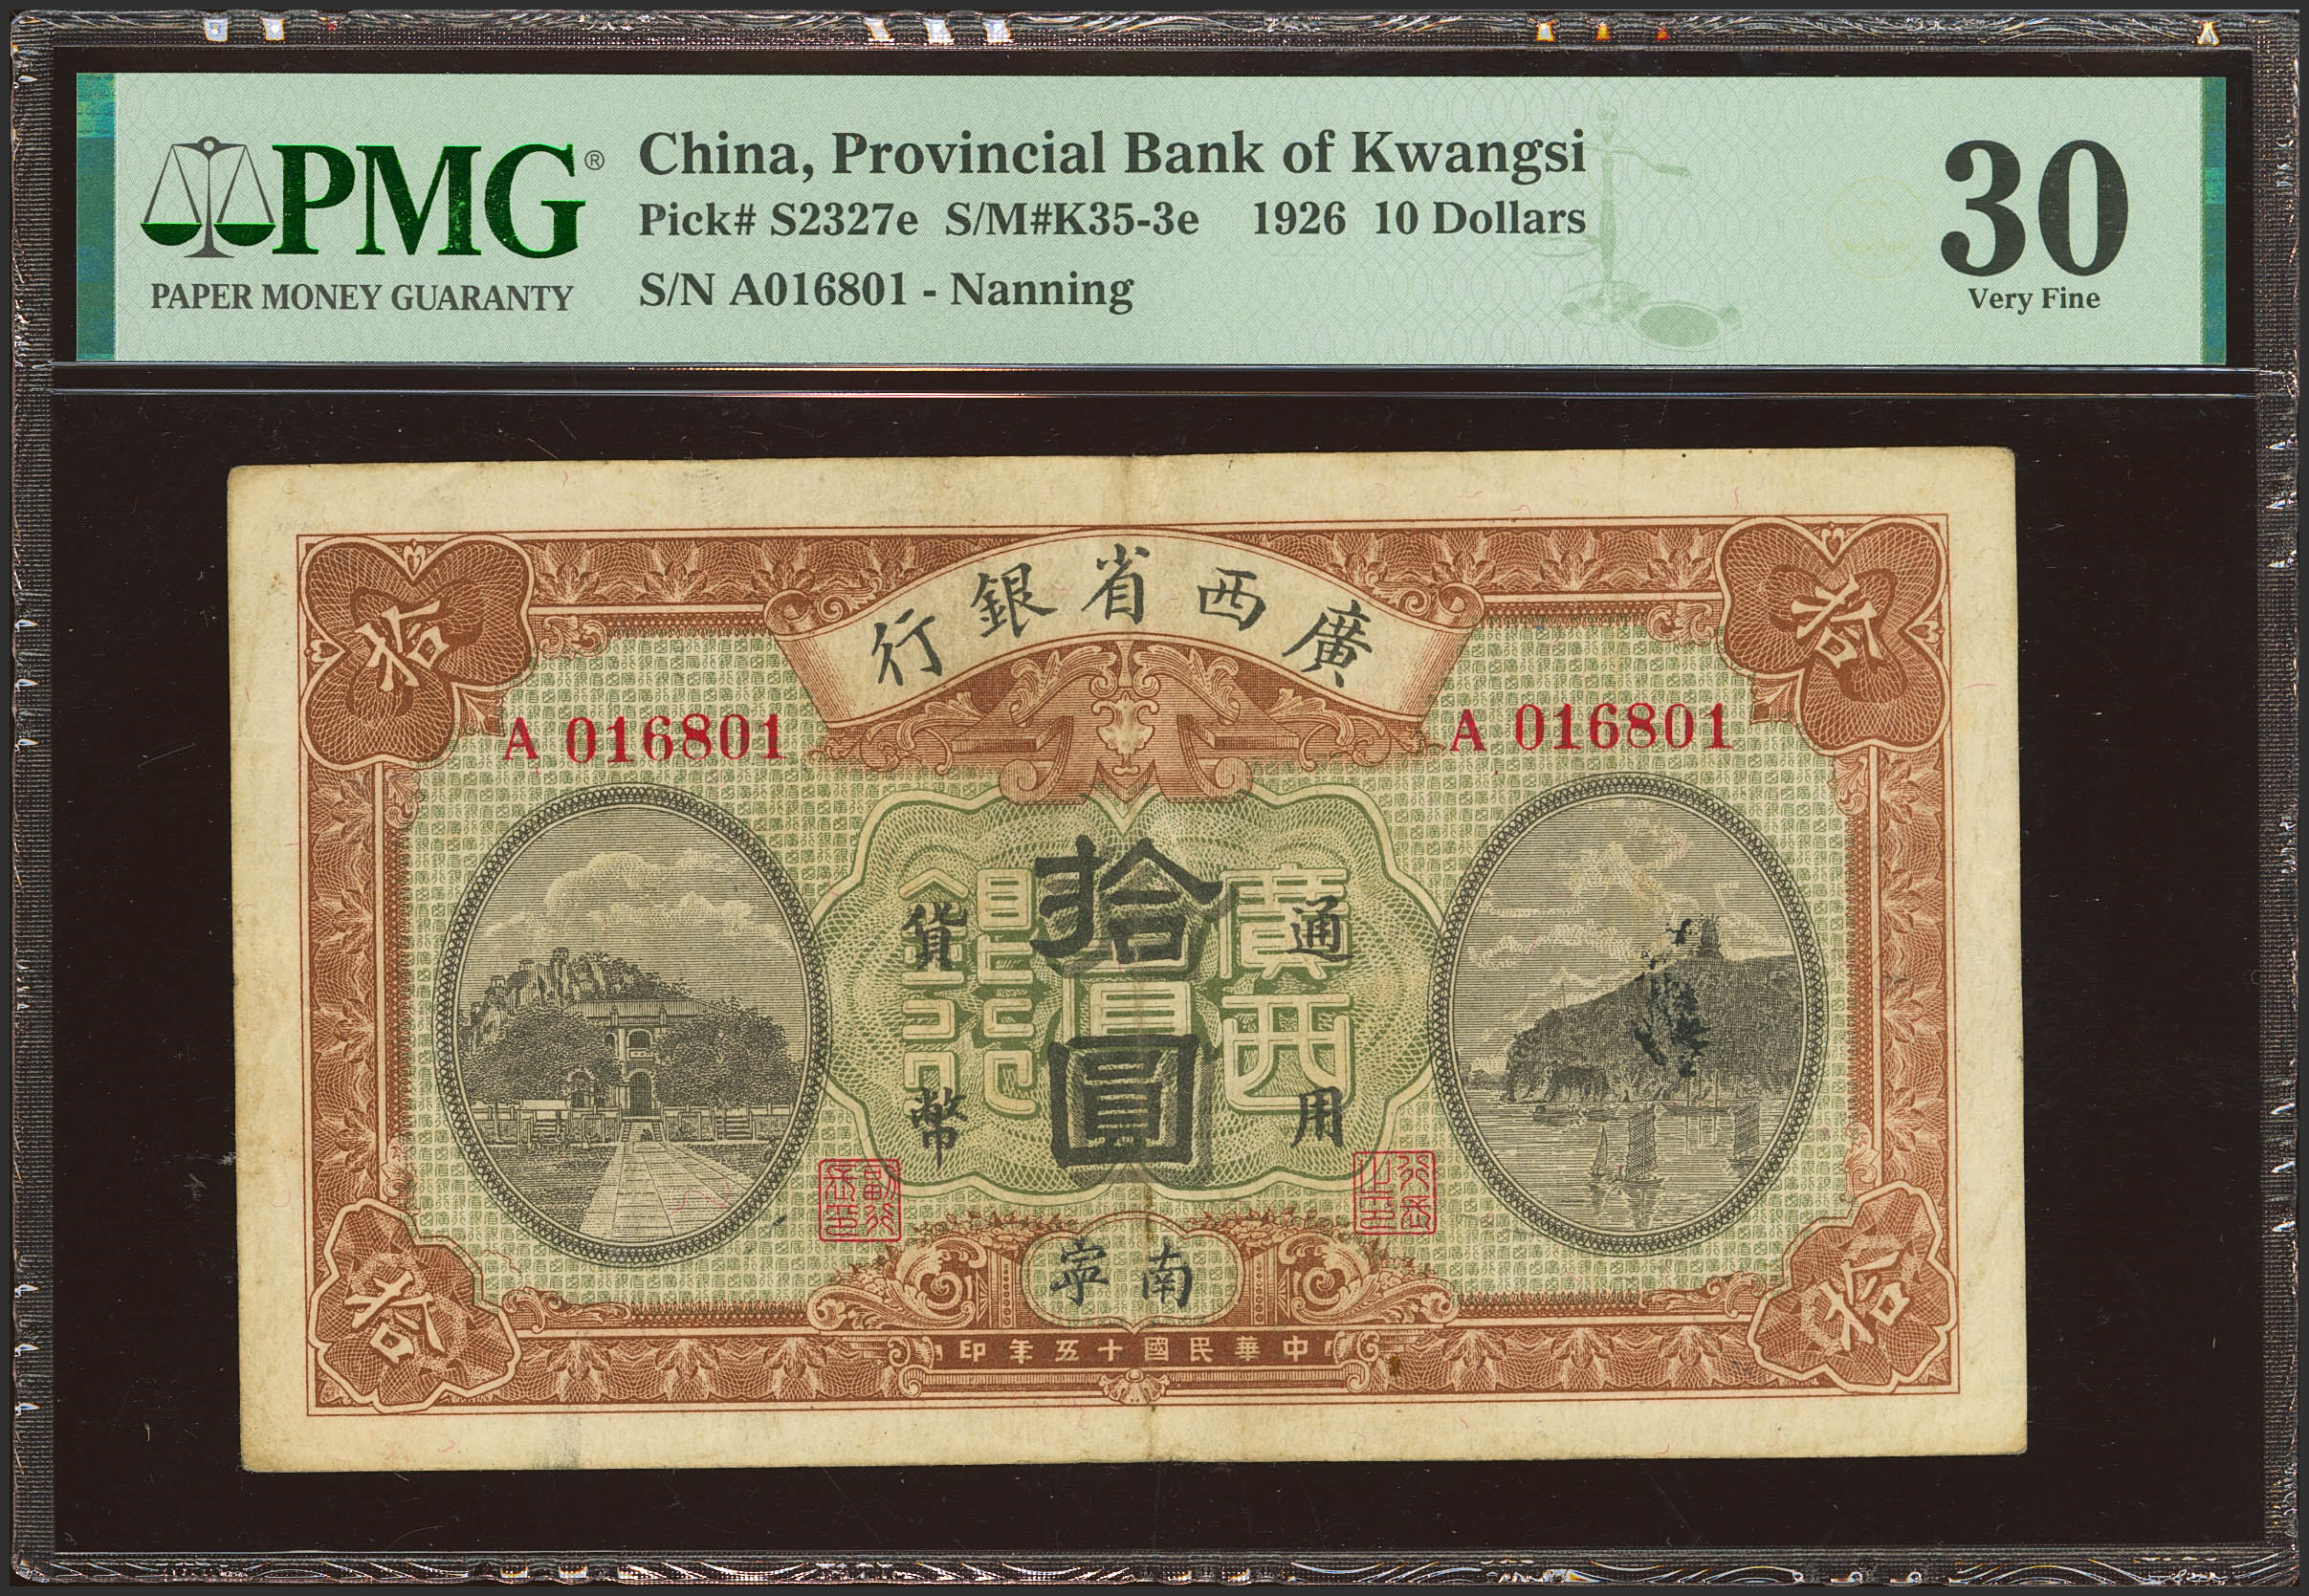 PMG®
PAPER MONEY GUARANTY
China, Provincial Bank of Kwangsi
Pick# S2327e S/M#K35-3e 1926 10 Dollars
S/N A016801 - Nanning
30
Very Fine
廣西省銀行
拾
拾
A 016801
A 016801
廣西
銀行
拾圓
通用
貨幣
南寧
拾
拾
中華民國十五年印